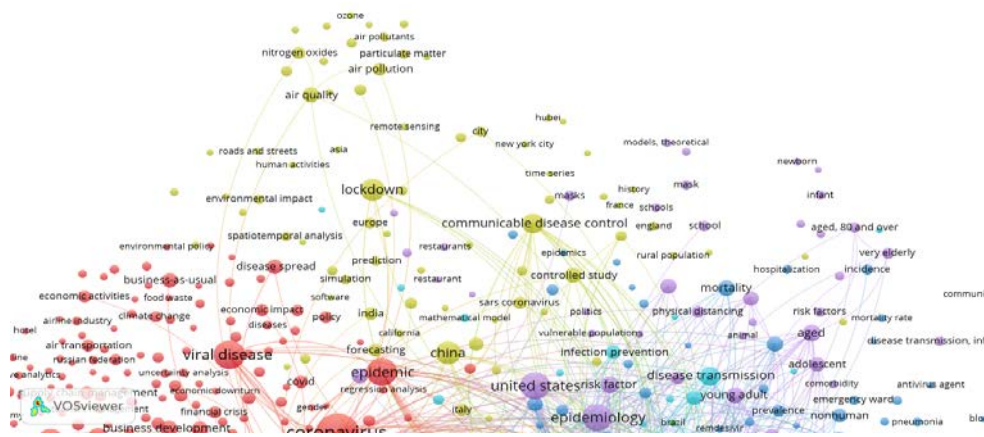 ozone
air pollutants
nitrogen oxides
particulate matter
air pollution
air quality
remote sensing
city
hubei
new york city
models, theoretical
roads and streets
asia
human activities
time series
newborn
lockdown
masks
history
mask
infant
environmental impact
france
schools
europe
communicable disease control
england
school
aged, 80 and over
spatiotemporal analysis
environmental policy
restaurants
epidemics
rural population
very elderly
prediction
disease spread
business-as-usual
simulation
restaurant
controlled study
hospitalization
incidence
economic activities
food waste
software
sars coronavirus
mortality
communi
climate change
economic impact
policy
india
mathematical model
politics
physical distancing
risk factors
mortality rate
hotel
airline industry
diseases
california
vulnerable population
animal
aged
air transportation
viral disease
forecasting
china
infection prevention
disease transmission, inf
russian federation
adolescent
uncertainty analysis
epidemic
disease transmission
ve analytics
covid
regression analysis
united states
risk factor
comorbidity
antivirus agent
economic downturn
young adult
emergency ward
VOSviewer
financial crisis
gender
italy
epidemiology
prevalence
nonhuman
business development
coronavirus
brazil
remdesivir
pneumonia
blo